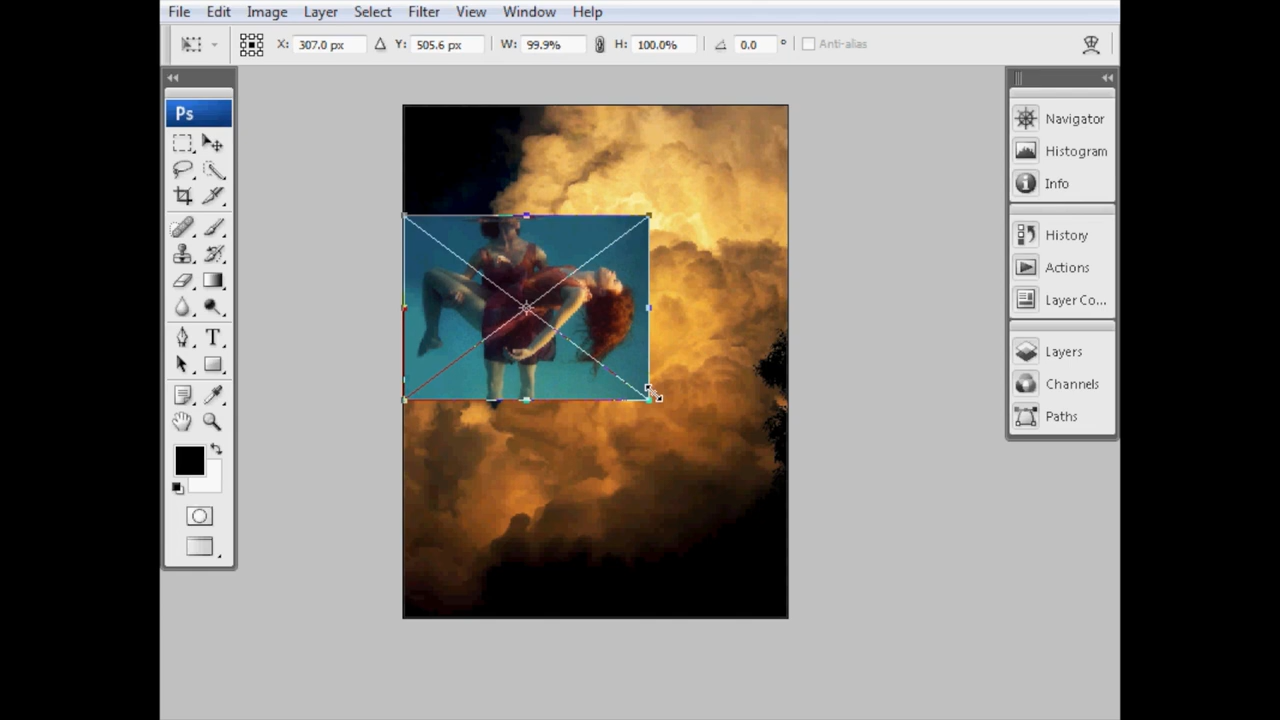 File Edit Image Layer Select Filter View Window Help
X: 307.0 px Y: 505.6 px W: 99.9% H: 100.0% 0.0 ° Anti-alias
Ps
T
Navigator
Histogram
Info
History
Actions
Layer Co...
Layers
Channels
Paths